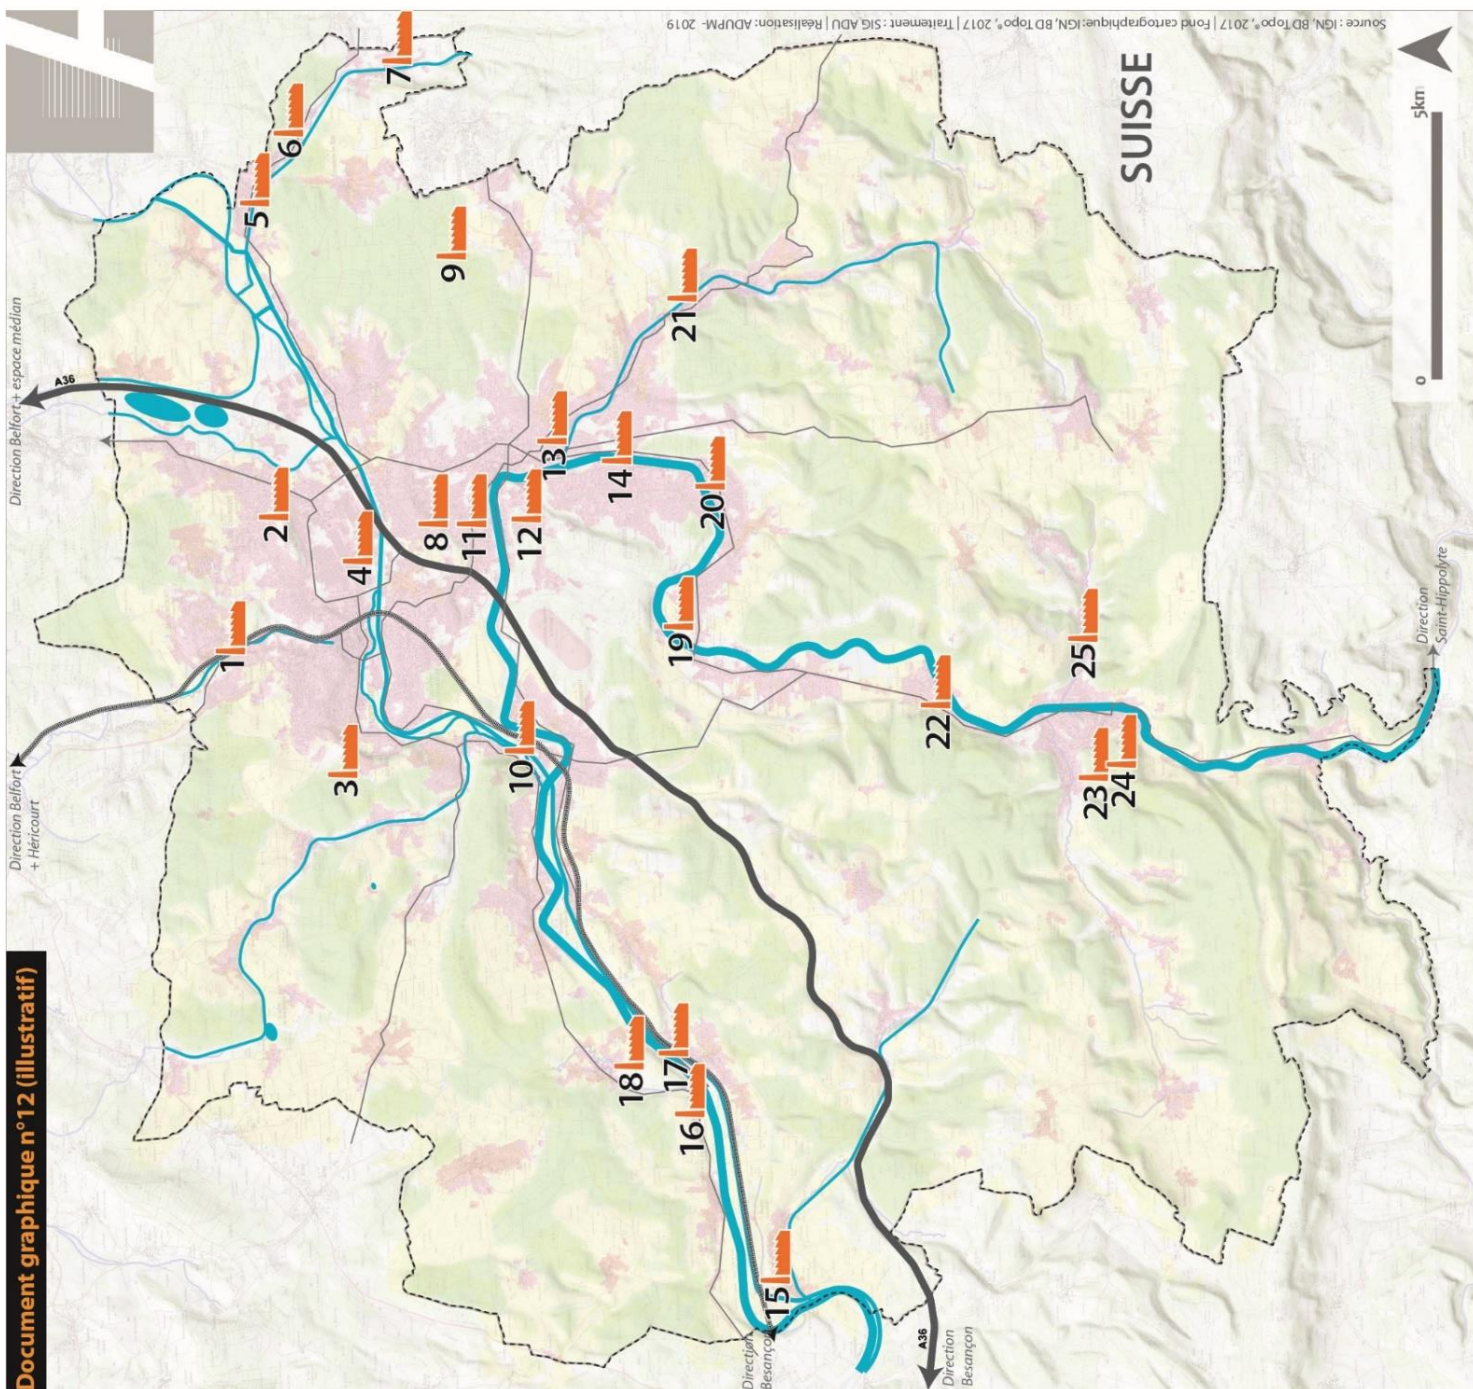 Document graphique n°12 (illustratif)
Direction Belfort
+ Héricourt
Direction Belfort + espace médian
A36
1
2
3
4
5
6
7
8
9
10
11
12
13
14
15
16
17
18
19
20
21
22
23
24
25
SUISSE
Direction
Besançon
A36
Direction
Besançon
Direction
Saint-Hippolyte
0
5km
Source : IGN, BD Topo®, 2017 | Fond cartographique: IGN, BD Topo®, 2017 | Traitement : SIG ADU | Réalisation: ADUPM- 2019